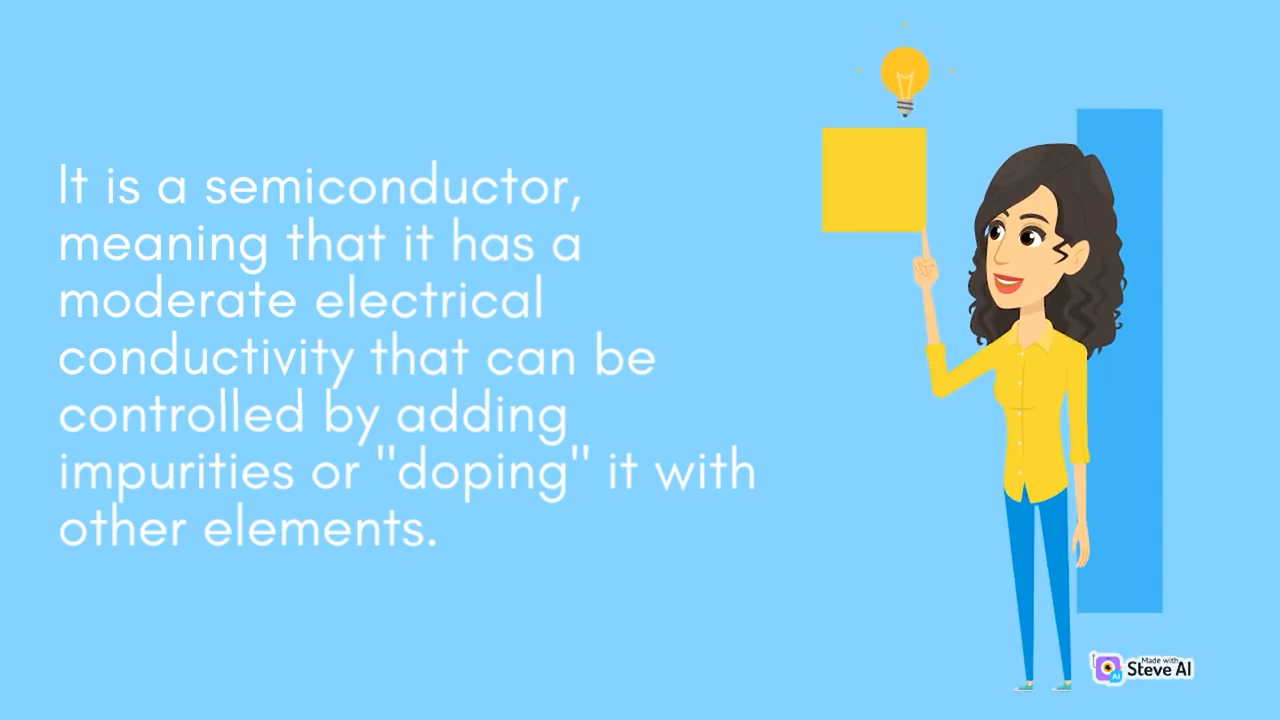 It is a semiconductor,
meaning that it has a
moderate electrical
conductivity that can be
controlled by adding
impurities or "doping" it with
other elements.
Made with
Steve AI
AI